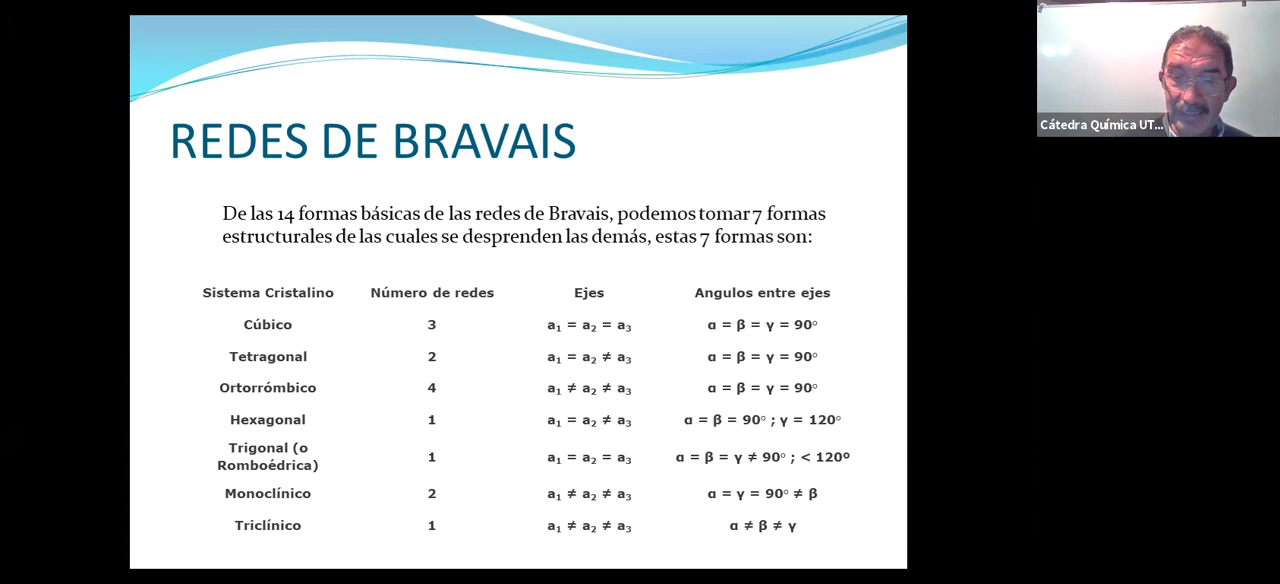 REDES DE BRAVAIS
De las 14 formas básicas de las redes de Bravais, podemos tomar 7 formas
estructurales de las cuales se desprenden las demás, estas 7 formas son:
Sistema Cristalino Número de redes Ejes Angulos entre ejes
Cúbico 3 a₁ = a₂ = a₃ α = β = γ = 90°
Tetragonal 2 a₁ = a₂ ≠ a₃ α = β = γ = 90°
Ortorrómbico 4 a₁ ≠ a₂ ≠ a₃ α = β = γ = 90°
Hexagonal 1 a₁ = a₂ ≠ a₃ α = β = 90° ; γ = 120°
Trigonal (o
Romboédrica) 1 a₁ = a₂ = a₃ α = β = γ ≠ 90° ; < 120º
Monoclínico 2 a₁ ≠ a₂ ≠ a₃ α = γ = 90° ≠ β
Triclínico 1 a₁ ≠ a₂ ≠ a₃ α ≠ β ≠ γ
Cátedra Química UT...